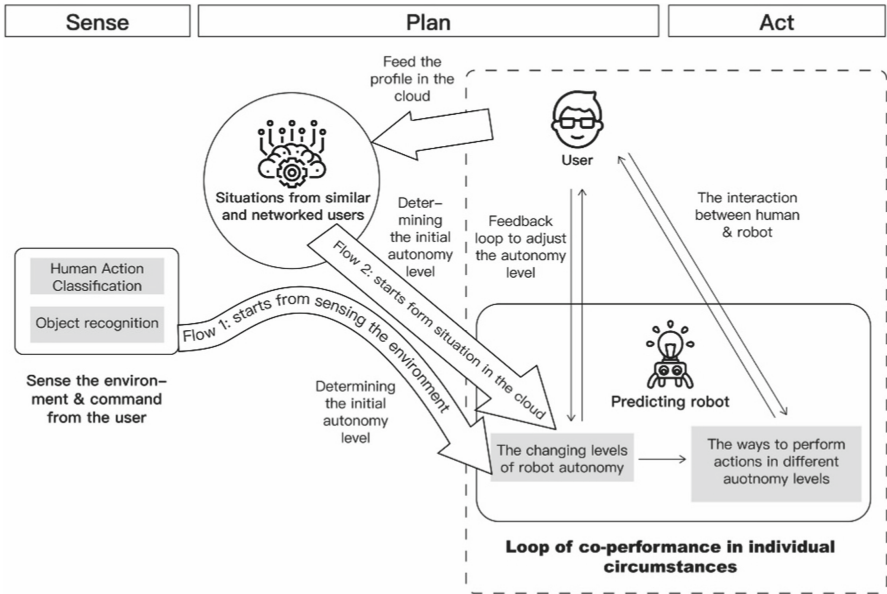 Sense
Plan
Act
Feed the
profile in the
cloud
User
Situations from similar
and networked users
Deter-
mining
the initial
autonomy
level
Feedback
loop to adjust
the autonomy
level
The interaction
between human
& robot
Human Action
Classification
Object recognition
Sense the environ-
ment & command
from the user
Flow 1: starts from sensing the environment
Flow 2: starts form situation in the cloud
Determining
the initial
autonomy
level
Predicting robot
The changing levels
of robot autonomy
The ways to perform
actions in different
auotnomy levels
Loop of co-performance in individual
circumstances